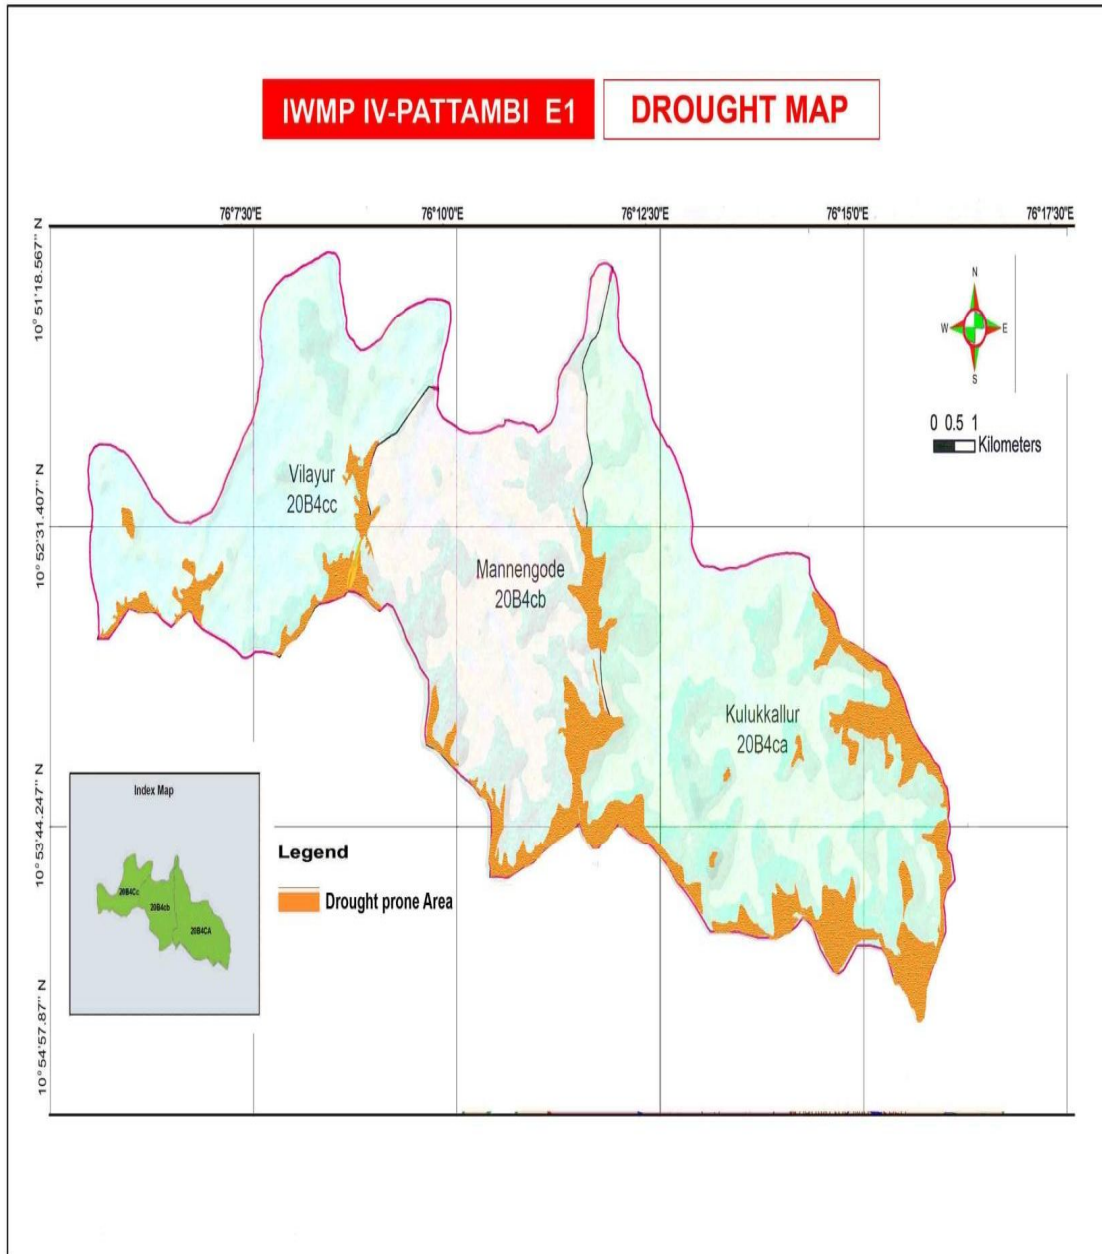 IWMP IV-PATTAMBI E1
DROUGHT MAP
76°7'30"E
76°10'0"E
76°12'30"E
76°15'0"E
76°17'30"E
10° 51'18.567'' N
10° 52'31.407'' N
10° 53'44.247'' N
10° 54'57.87'' N
N
W
E
S
0 0.5 1
Kilometers
Vilayur
20B4cc
Mannengode
20B4cb
Kulukkallur
20B4ca
Index Map
20B4Cc
20B4cb
20B4CA
Legend
Drought prone Area